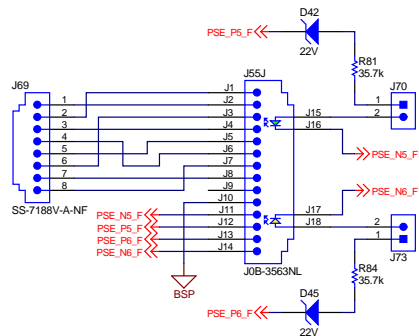 D42
PSE_P5_F
22V
R81
35.7k
J69
J55J
J70
1
2
3
4
5
6
7
8
J1
J2
J3
J4
J5
J6
J7
J8
J9
J10
J11
J12
J13
J14
J15
J16
1
2
PSE_N5_F
SS-7188V-A-NF
PSE_N6_F
PSE_N5_F
PSE_P5_F
PSE_P6_F
PSE_N6_F
J17
J18
2
1
J0B-3563NL
J73
BSP
R84
35.7k
D45
PSE_P6_F
22V